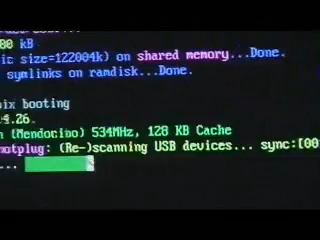 00 kB
ic size=122004k) on shared memory...Done.
symlinks on ramdisk...Done.
ix booting
.4.26.
(Mendocino) 534MHz, 128 KB Cache
otplug: (Re-)scanning USB devices... sync:[00
...